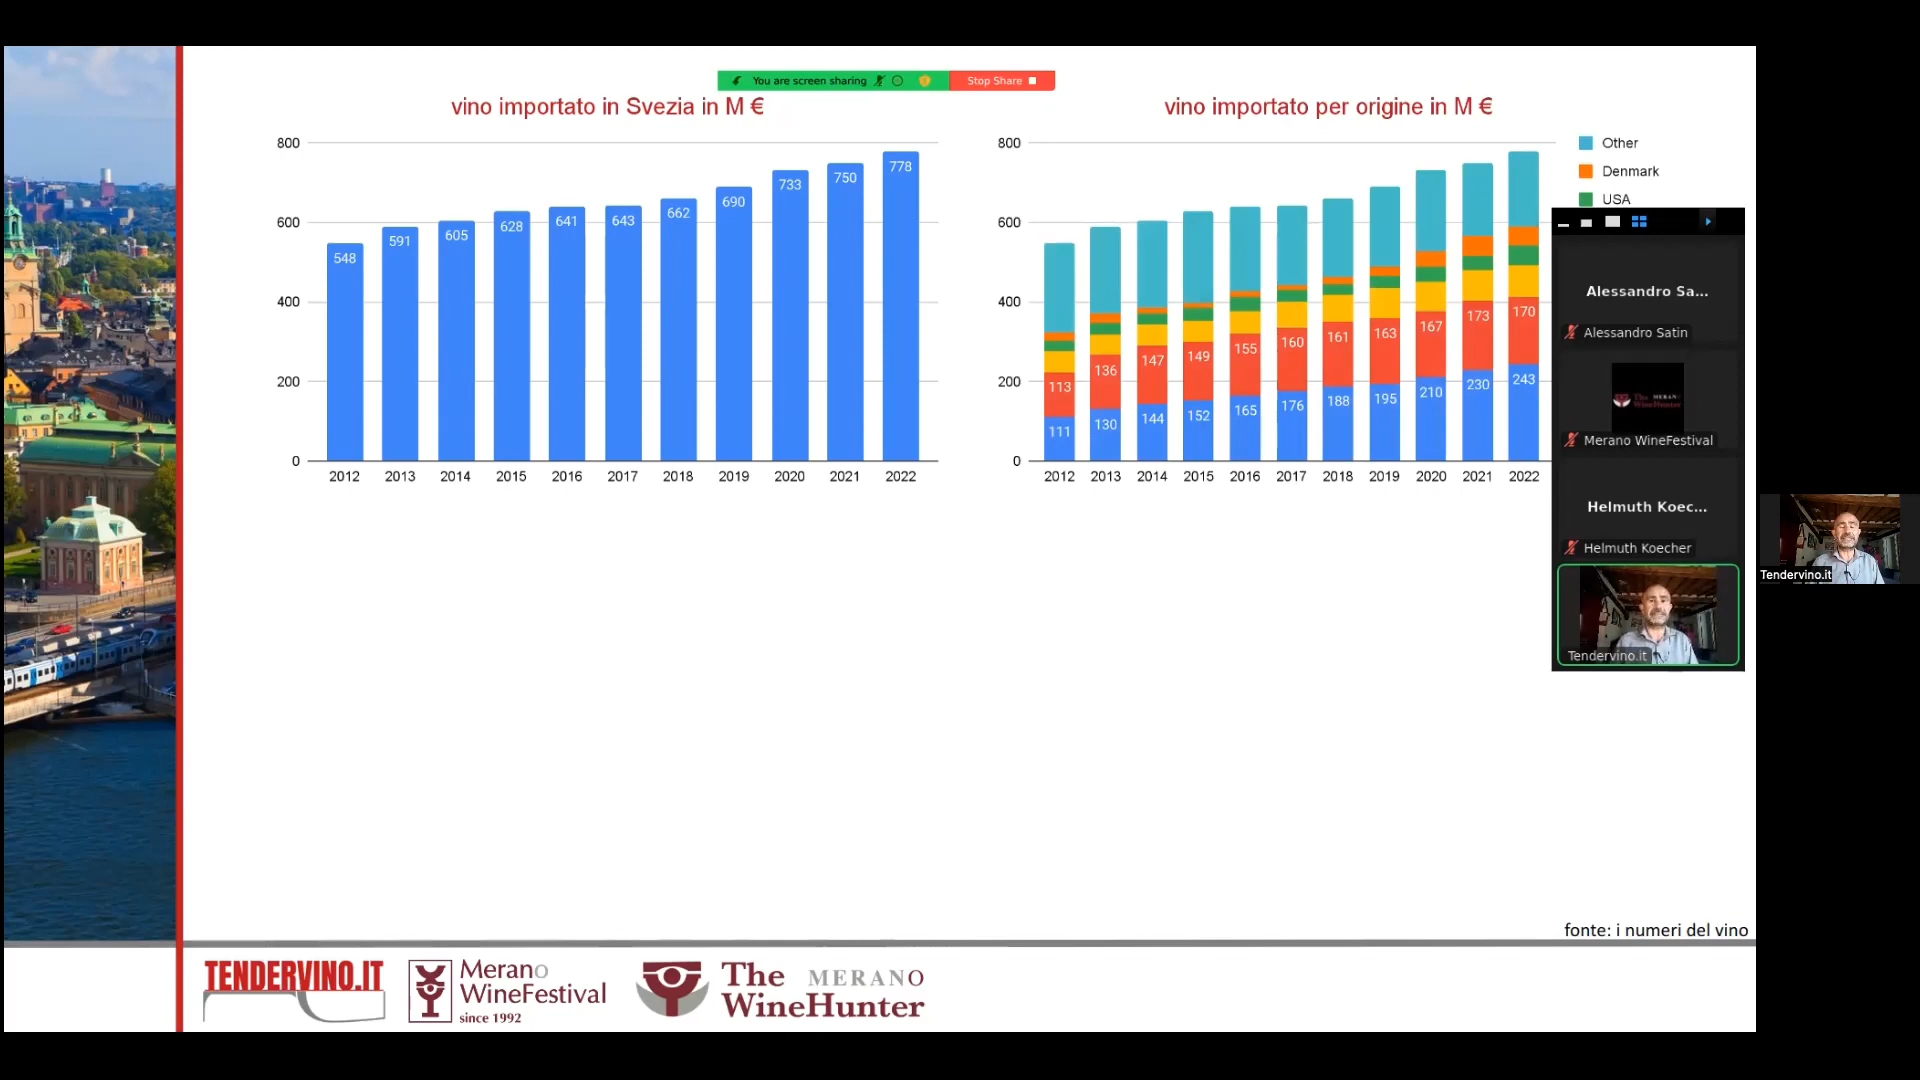 You are screen sharing
Stop Share
vino importato in Svezia in M €
800
600
400
200
0
548
591
605
628
641
643
662
690
733
750
778
2012 2013 2014 2015 2016 2017 2018 2019 2020 2021 2022
vino importato per origine in M €
800
600
400
200
0
113 136 147 149 155 160 161 163 167 173 170
111 130 144 152 165 176 188 195 210 230 243
2012 2013 2014 2015 2016 2017 2018 2019 2020 2021 2022
Other
Denmark
USA
Alessandro Sa...
Alessandro Satin
The MERANO
WineHunter
Merano WineFestival
Helmuth Koec...
Helmuth Koecher
Tendervino.it
Tendervino.it
fonte: i numeri del vino
TENDERVINO.IT
Merano
WineFestival
since 1992
The MERANO
WineHunter